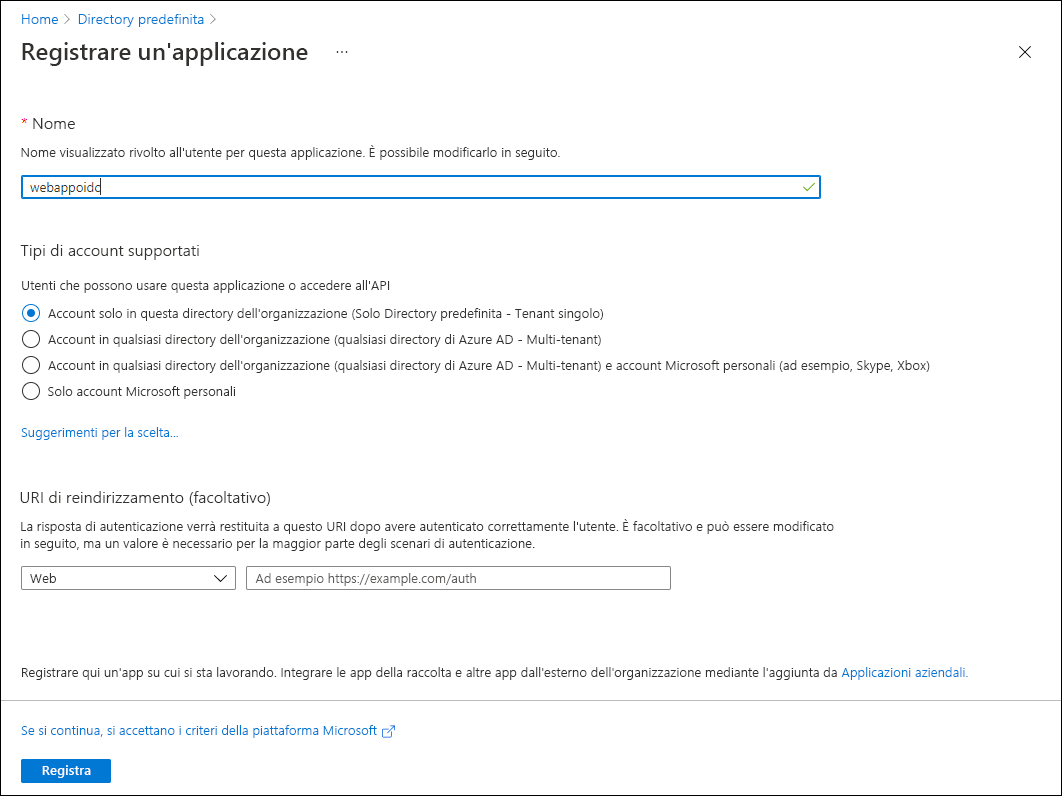 Home > Directory predefinita >
Registrare un'applicazione ...
* Nome
Nome visualizzato rivolto all'utente per questa applicazione. È possibile modificarlo in seguito.
webappoidc
Tipi di account supportati
Utenti che possono usare questa applicazione o accedere all'API
Account solo in questa directory dell'organizzazione (Solo Directory predefinita - Tenant singolo)
Account in qualsiasi directory dell'organizzazione (qualsiasi directory di Azure AD - Multi-tenant)
Account in qualsiasi directory dell'organizzazione (qualsiasi directory di Azure AD - Multi-tenant) e account Microsoft personali (ad esempio, Skype, Xbox)
Solo account Microsoft personali
Suggerimenti per la scelta...
URI di reindirizzamento (facoltativo)
La risposta di autenticazione verrà restituita a questo URI dopo avere autenticato correttamente l'utente. È facoltativo e può essere modificato
in seguito, ma un valore è necessario per la maggior parte degli scenari di autenticazione.
Web Ad esempio https://example.com/auth
Registrare qui un'app su cui si sta lavorando. Integrare le app della raccolta e altre app dall'esterno dell'organizzazione mediante l'aggiunta da Applicazioni aziendali.
Se si continua, si accettano i criteri della piattaforma Microsoft
Registra